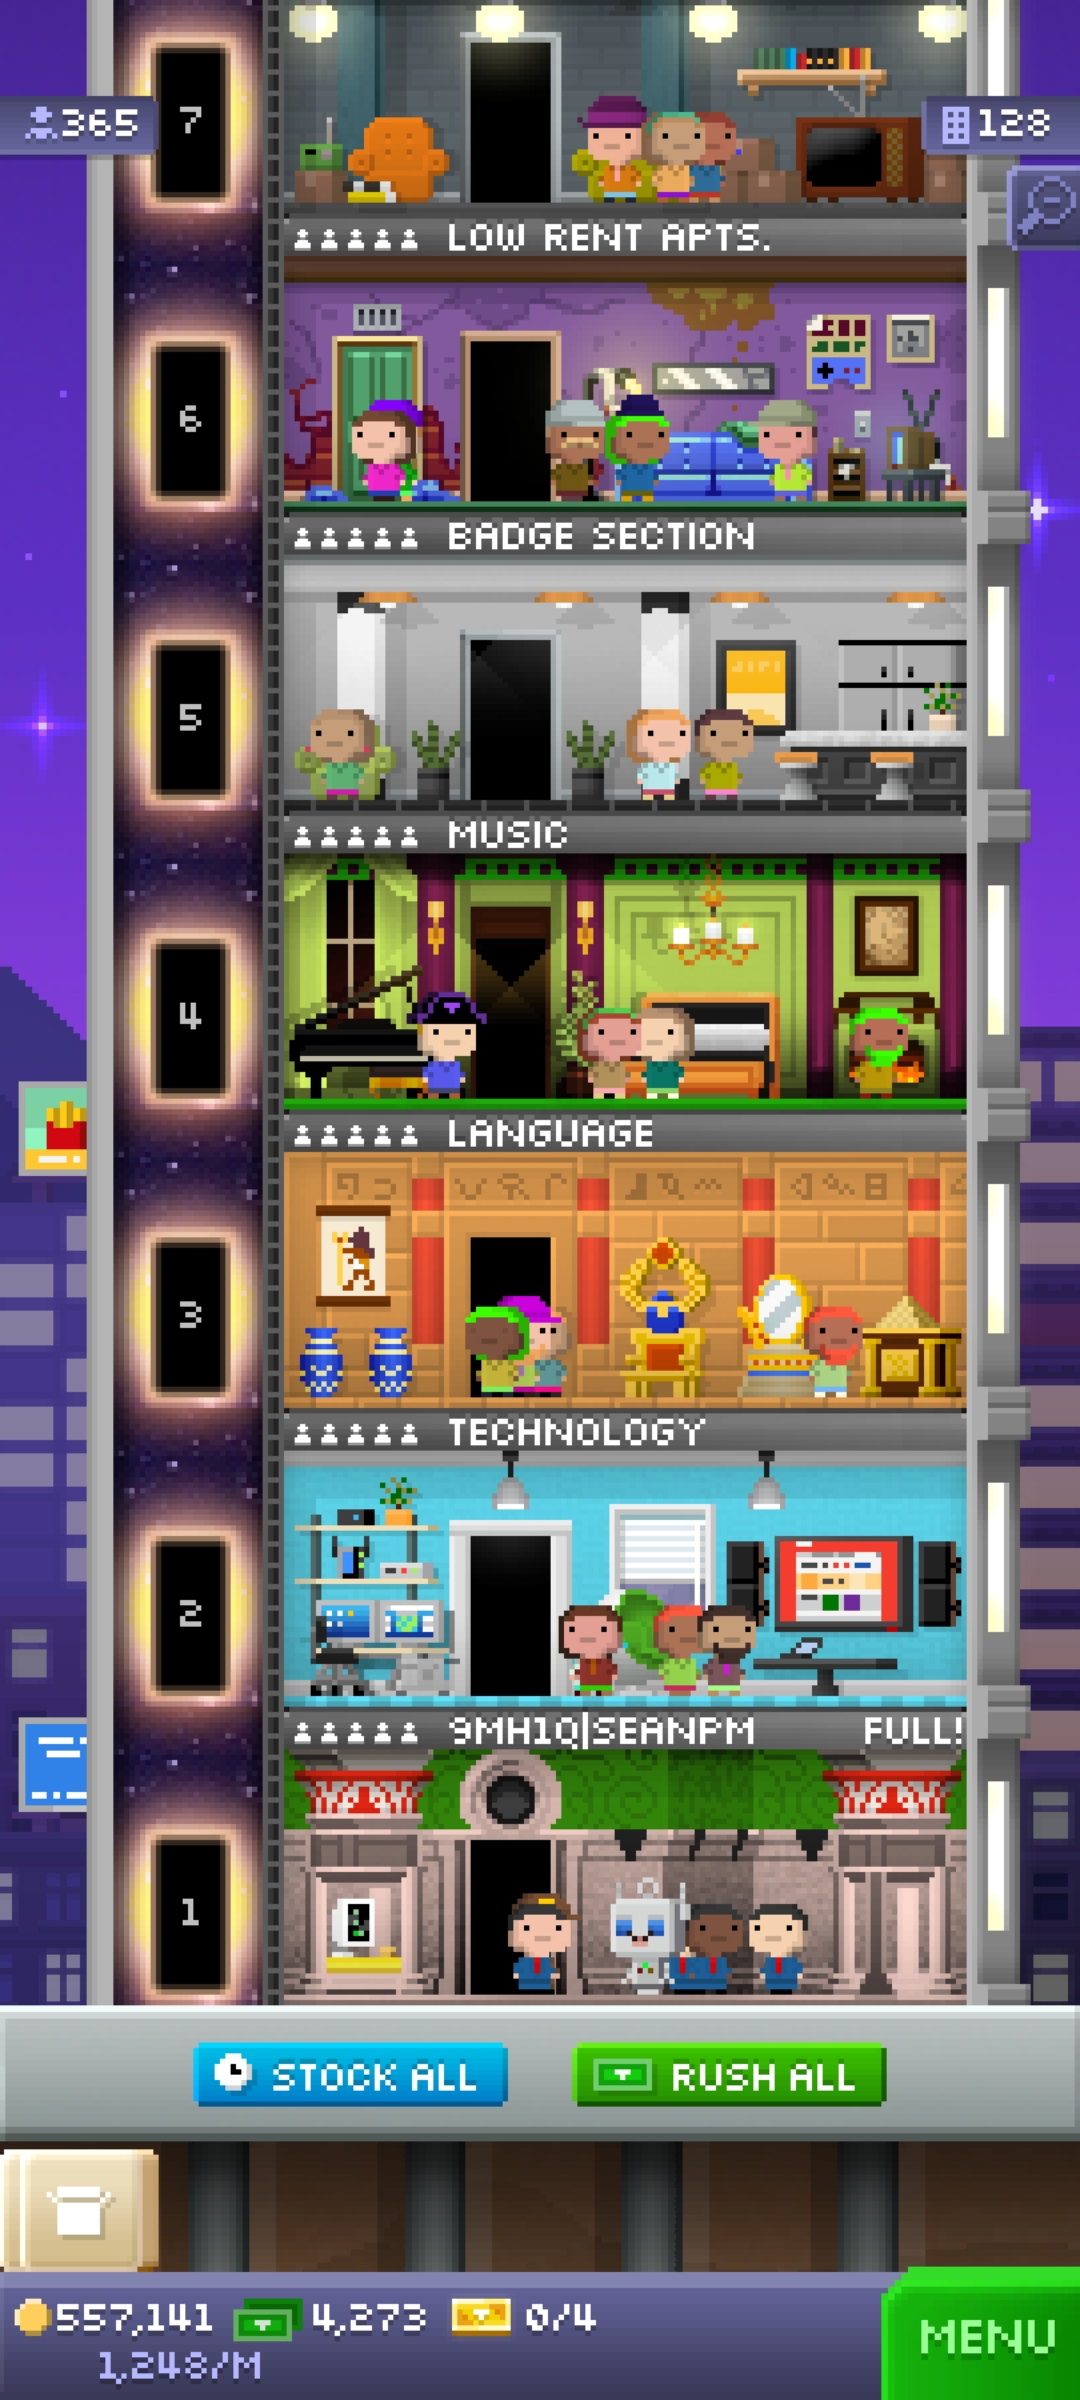 7
365
128
LOW RENT APTS.
6
BADGE SECTION
5
MUSIC
4
LANGUAGE
3
TECHNOLOGY
2
9MH1Q|SEANPM FULL!
1
STOCK ALL
RUSH ALL
557,141 4,273 0/4
1,248/M
MENU